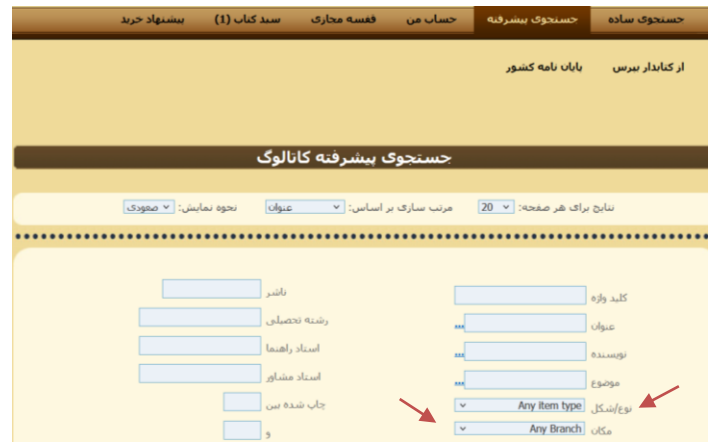 جستجوی ساده جستجوی پیشرفته حساب من قفسه مجازی سبد کتاب (1) پیشنهاد خرید
از کتابدار بپرس پایان نامه کشور
جستجوی پیشرفته کاتالوگ
نتایج برای هر صفحه: 20 مرتب سازی بر اساس: عنوان نحوه نمایش: صعودی
کلید واژه
عنوان ...
نویسنده ...
موضوع ...
نوع/شکل Any item type
مکان Any Branch
ناشر
رشته تحصیلی
استاد راهنما
استاد مشاور
چاپ شده بین
و